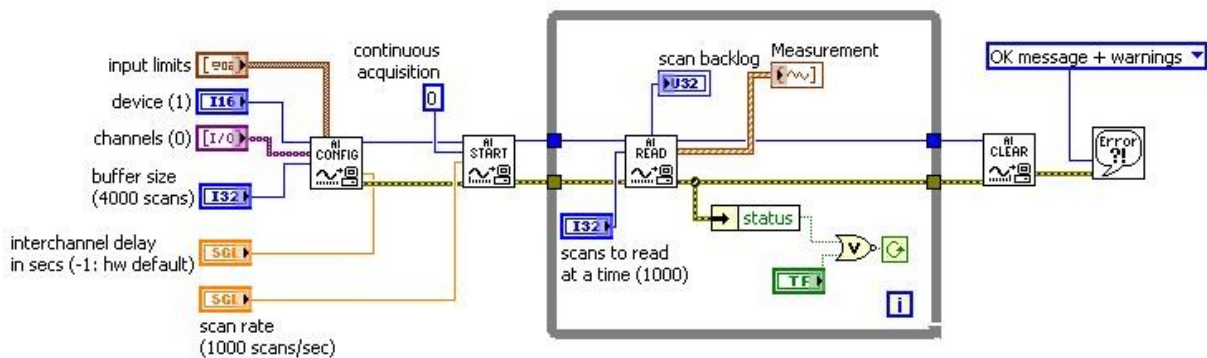 input limits
device (1)
I16
channels (0)
[I/O]
buffer size
(4000 scans)
I32
interchannel delay
in secs (-1: hw default)
SGL
SGL
scan rate
(1000 scans/sec)
AI
CONFIG
continuous
acquisition
0
AI
START
scan backlog
U32
Measurement
AI
READ
I32
scans to read
at a time (1000)
status
V
TF
i
OK message + warnings
AI
CLEAR
Error
?!